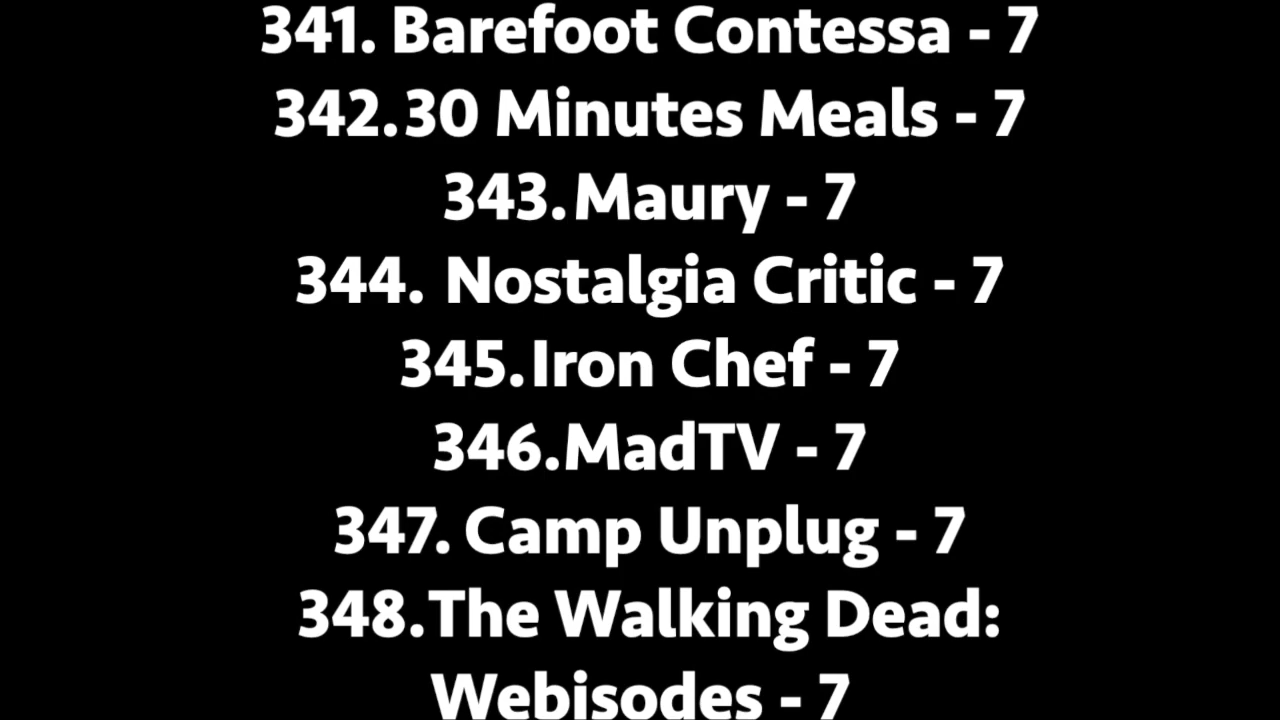 341. Barefoot Contessa - 7
342.30 Minutes Meals - 7
343.Maury - 7
344. Nostalgia Critic - 7
345.Iron Chef - 7
346.MadTV - 7
347. Camp Unplug - 7
348.The Walking Dead:
Webisodes - 7